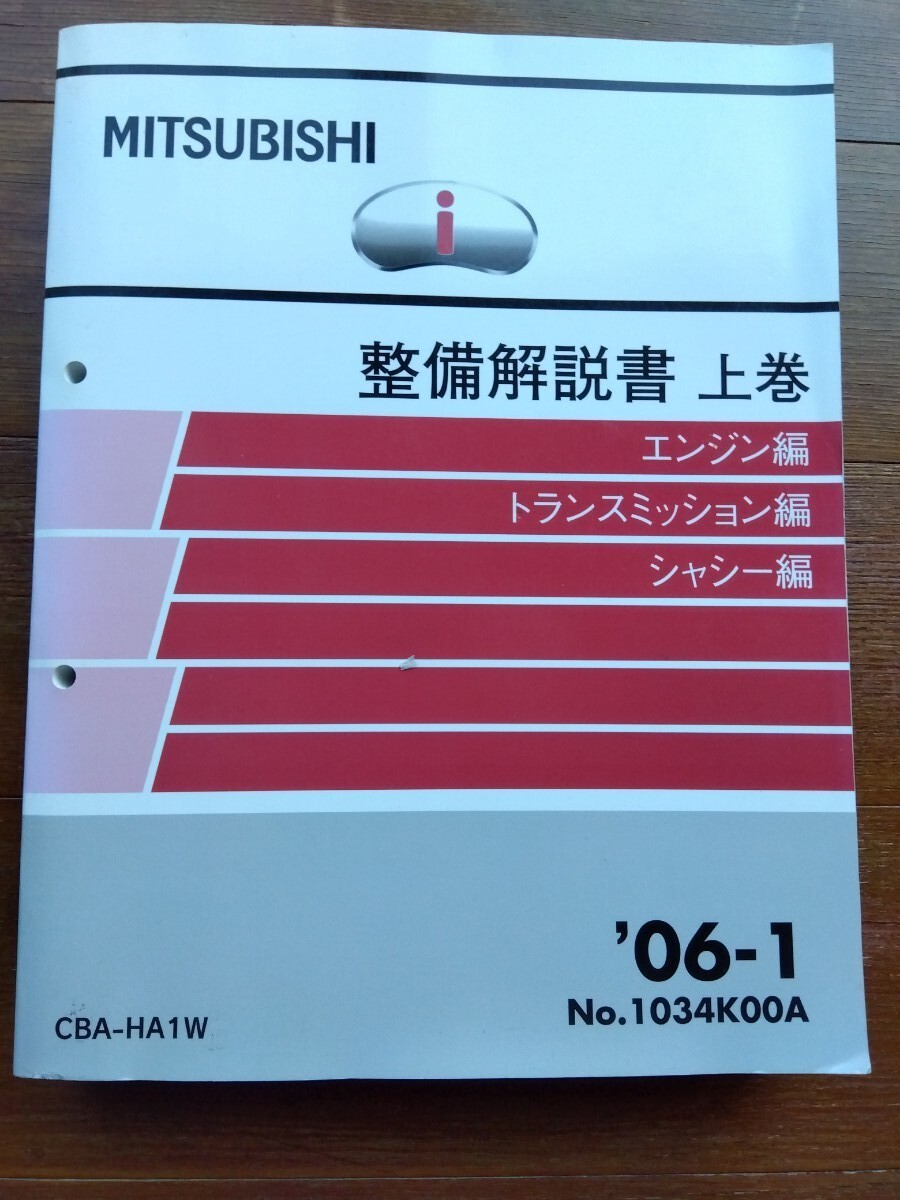 MITSUBISHI
i
整備解説書 上巻
エンジン編
トランスミッション編
シャシー編
'06-1
No.1034K00A
CBA-HA1W